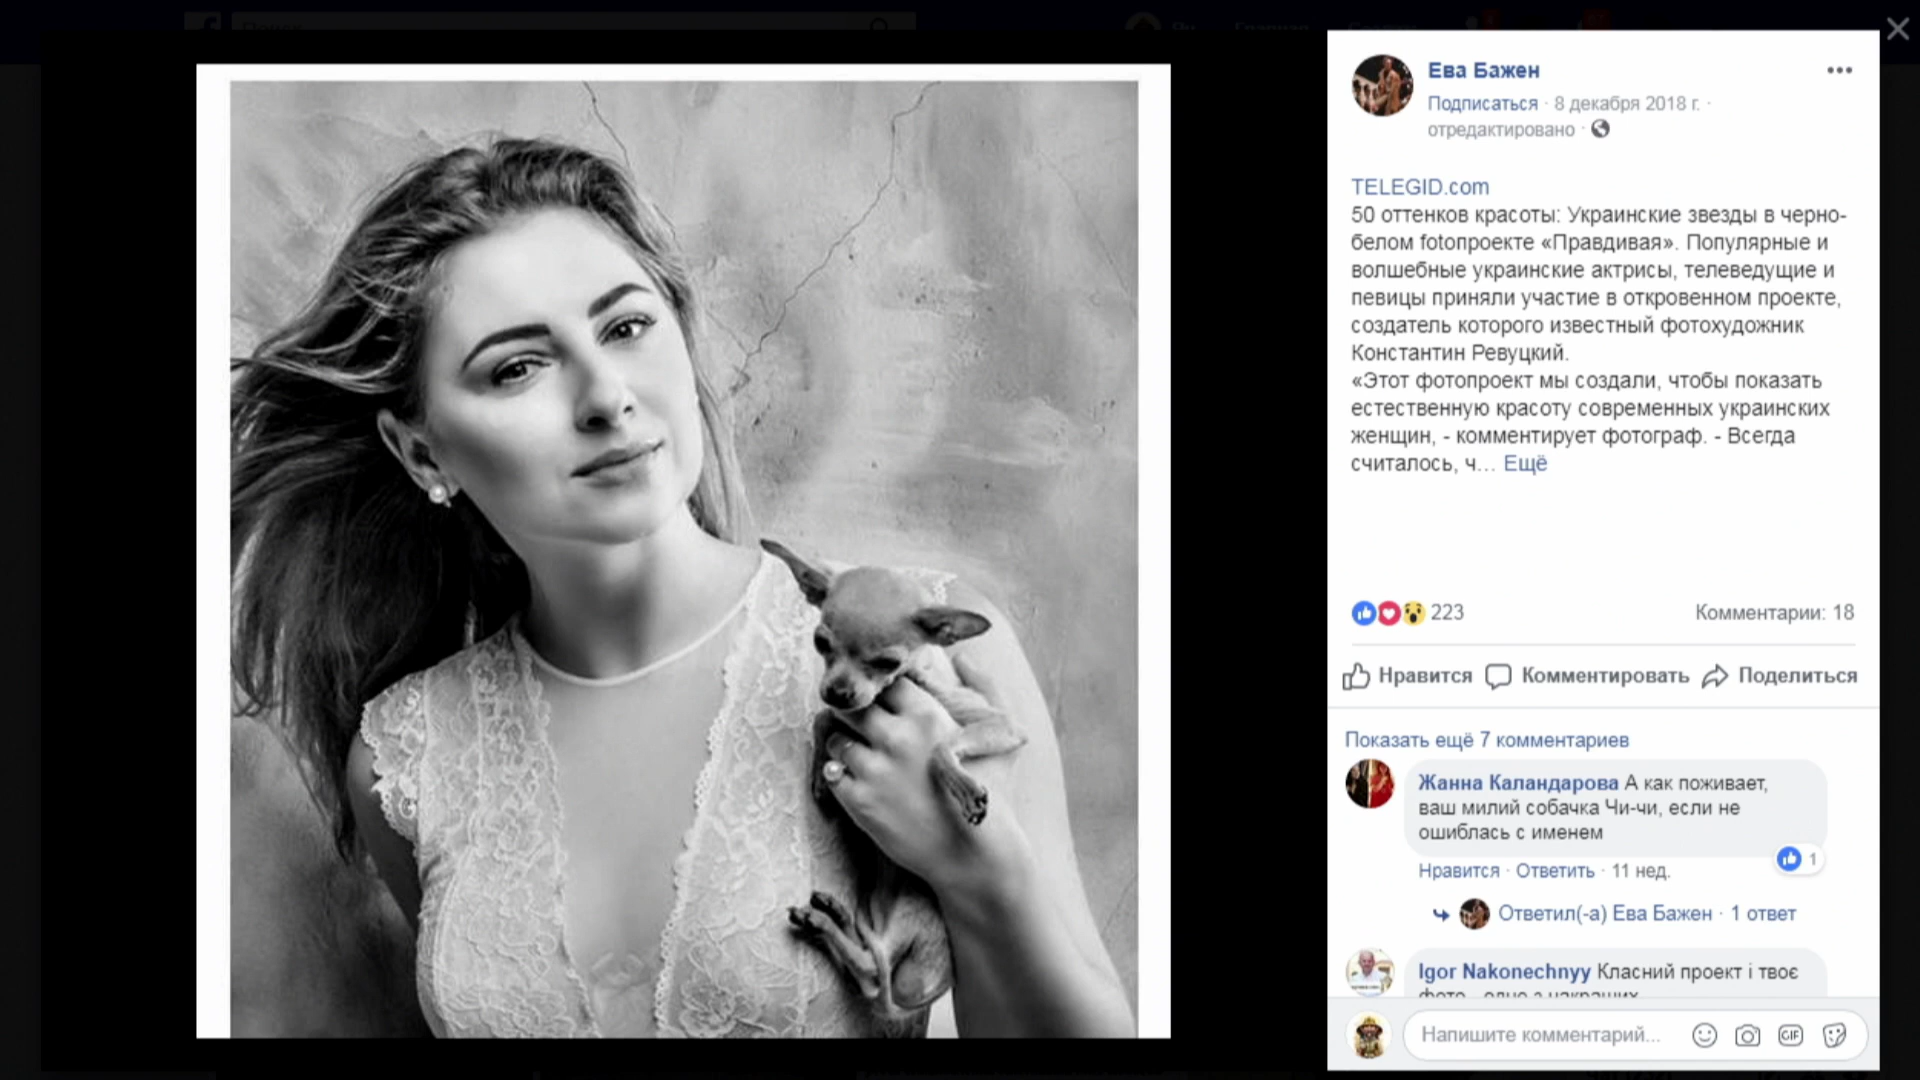 Ева Бажен
Подписаться · 8 декабря 2018 г. ·
отредактировано ·
TELEGID.com
50 оттенков красоты: Украинские звезды в черно-
белом fotoпроекте «Правдивая». Популярные и
волшебные украинские актрисы, телеведущие и
певицы приняли участие в откровенном проекте,
создатель которого известный фотохудожник
Константин Ревуцкий.
«Этот фотопроект мы создали, чтобы показать
естественную красоту современных украинских
женщин, - комментирует фотограф. - Всегда
считалось, ч... Ещё
223 Комментарии: 18
Нравится Комментировать Поделиться
Показать ещё 7 комментариев
Жанна Каландарова А как поживает,
ваш милий собачка Чи-чи, если не
ошиблась с именем
1
Нравится · Ответить · 11 нед.
Ответил(-а) Ева Бажен · 1 ответ
Igor Nakonechnyy Класний проект і твоє
Напишите комментарий...
GIF